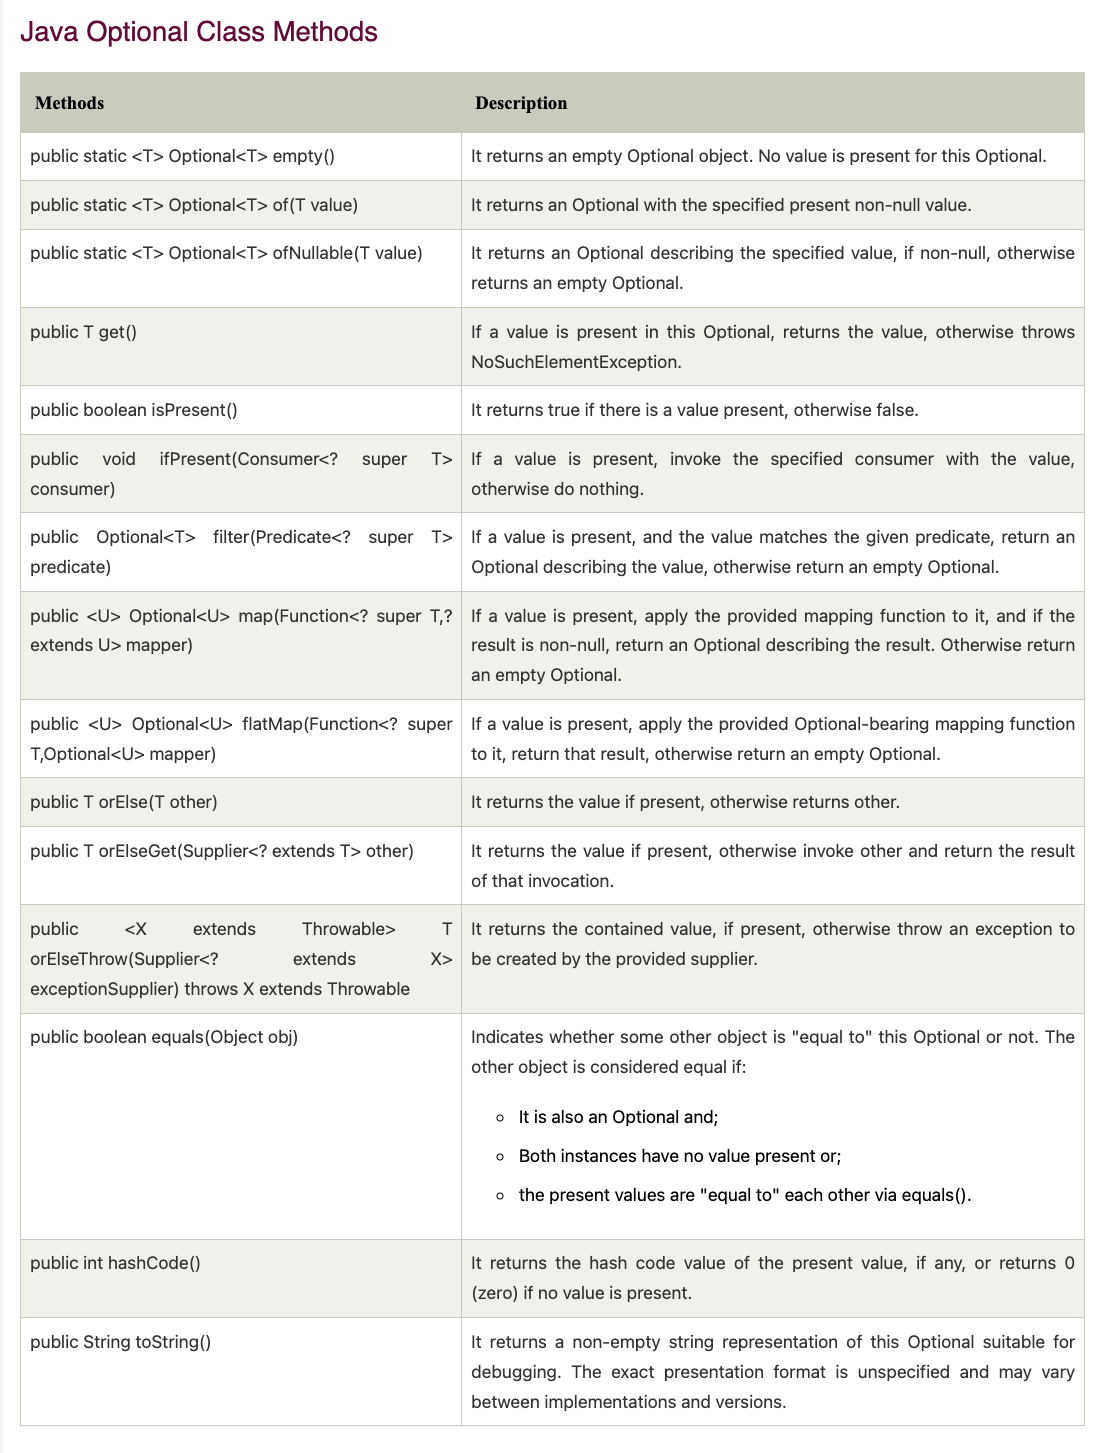 Java Optional Class Methods
Methods
Description
public static <T> Optional<T> empty()
It returns an empty Optional object. No value is present for this Optional.
public static <T> Optional<T> of(T value)
It returns an Optional with the specified present non-null value.
public static <T> Optional<T> ofNullable(T value)
It returns an Optional describing the specified value, if non-null, otherwise
returns an empty Optional.
public T get()
If a value is present in this Optional, returns the value, otherwise throws
NoSuchElementException.
public boolean isPresent()
It returns true if there is a value present, otherwise false.
public void ifPresent(Consumer<? super T>
consumer)
If a value is present, invoke the specified consumer with the value,
otherwise do nothing.
public Optional<T> filter(Predicate<? super T>
predicate)
If a value is present, and the value matches the given predicate, return an
Optional describing the value, otherwise return an empty Optional.
public <U> Optional<U> map(Function<? super T,?
extends U> mapper)
If a value is present, apply the provided mapping function to it, and if the
result is non-null, return an Optional describing the result. Otherwise return
an empty Optional.
public <U> Optional<U> flatMap(Function<? super
T,Optional<U> mapper)
If a value is present, apply the provided Optional-bearing mapping function
to it, return that result, otherwise return an empty Optional.
public T orElse(T other)
It returns the value if present, otherwise returns other.
public T orElseGet(Supplier<? extends T> other)
It returns the value if present, otherwise invoke other and return the result
of that invocation.
public <X extends Throwable> T
orElseThrow(Supplier<? extends X>
exceptionSupplier) throws X extends Throwable
It returns the contained value, if present, otherwise throw an exception to
be created by the provided supplier.
public boolean equals(Object obj)
Indicates whether some other object is "equal to" this Optional or not. The
other object is considered equal if:
It is also an Optional and;
Both instances have no value present or;
the present values are "equal to" each other via equals().
public int hashCode()
It returns the hash code value of the present value, if any, or returns 0
(zero) if no value is present.
public String toString()
It returns a non-empty string representation of this Optional suitable for
debugging. The exact presentation format is unspecified and may vary
between implementations and versions.